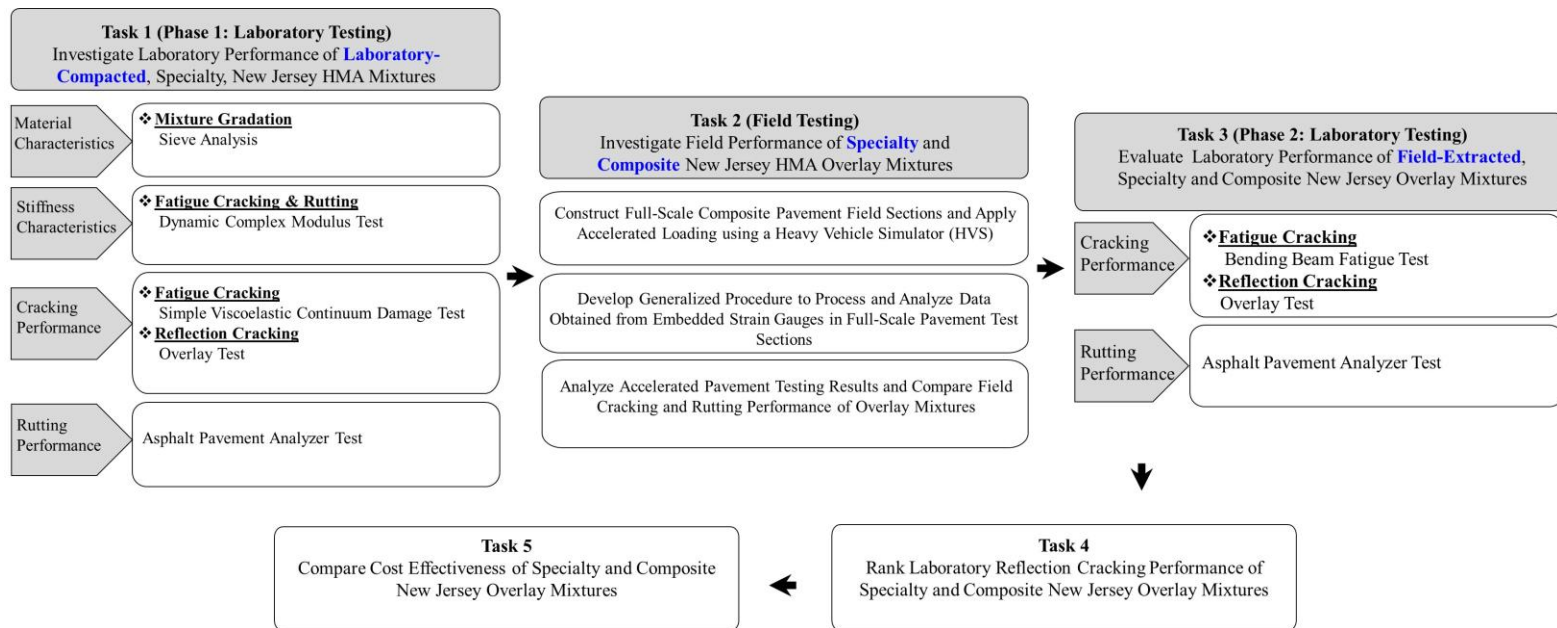 Task 1 (Phase 1: Laboratory Testing)
Investigate Laboratory Performance of Laboratory-
Compacted, Specialty, New Jersey HMA Mixtures
Material
Characteristics
❖ Mixture Gradation
Sieve Analysis
Stiffness
Characteristics
❖ Fatigue Cracking & Rutting
Dynamic Complex Modulus Test
Cracking
Performance
❖ Fatigue Cracking
Simple Viscoelastic Continuum Damage Test
❖ Reflection Cracking
Overlay Test
Rutting
Performance
Asphalt Pavement Analyzer Test
Task 2 (Field Testing)
Investigate Field Performance of Specialty and
Composite New Jersey HMA Overlay Mixtures
Construct Full-Scale Composite Pavement Field Sections and Apply
Accelerated Loading using a Heavy Vehicle Simulator (HVS)
Develop Generalized Procedure to Process and Analyze Data
Obtained from Embedded Strain Gauges in Full-Scale Pavement Test
Sections
Analyze Accelerated Pavement Testing Results and Compare Field
Cracking and Rutting Performance of Overlay Mixtures
Task 3 (Phase 2: Laboratory Testing)
Evaluate Laboratory Performance of Field-Extracted,
Specialty and Composite New Jersey Overlay Mixtures
Cracking
Performance
❖ Fatigue Cracking
Bending Beam Fatigue Test
❖ Reflection Cracking
Overlay Test
Rutting
Performance
Asphalt Pavement Analyzer Test
Task 4
Rank Laboratory Reflection Cracking Performance of
Specialty and Composite New Jersey Overlay Mixtures
Task 5
Compare Cost Effectiveness of Specialty and Composite
New Jersey Overlay Mixtures